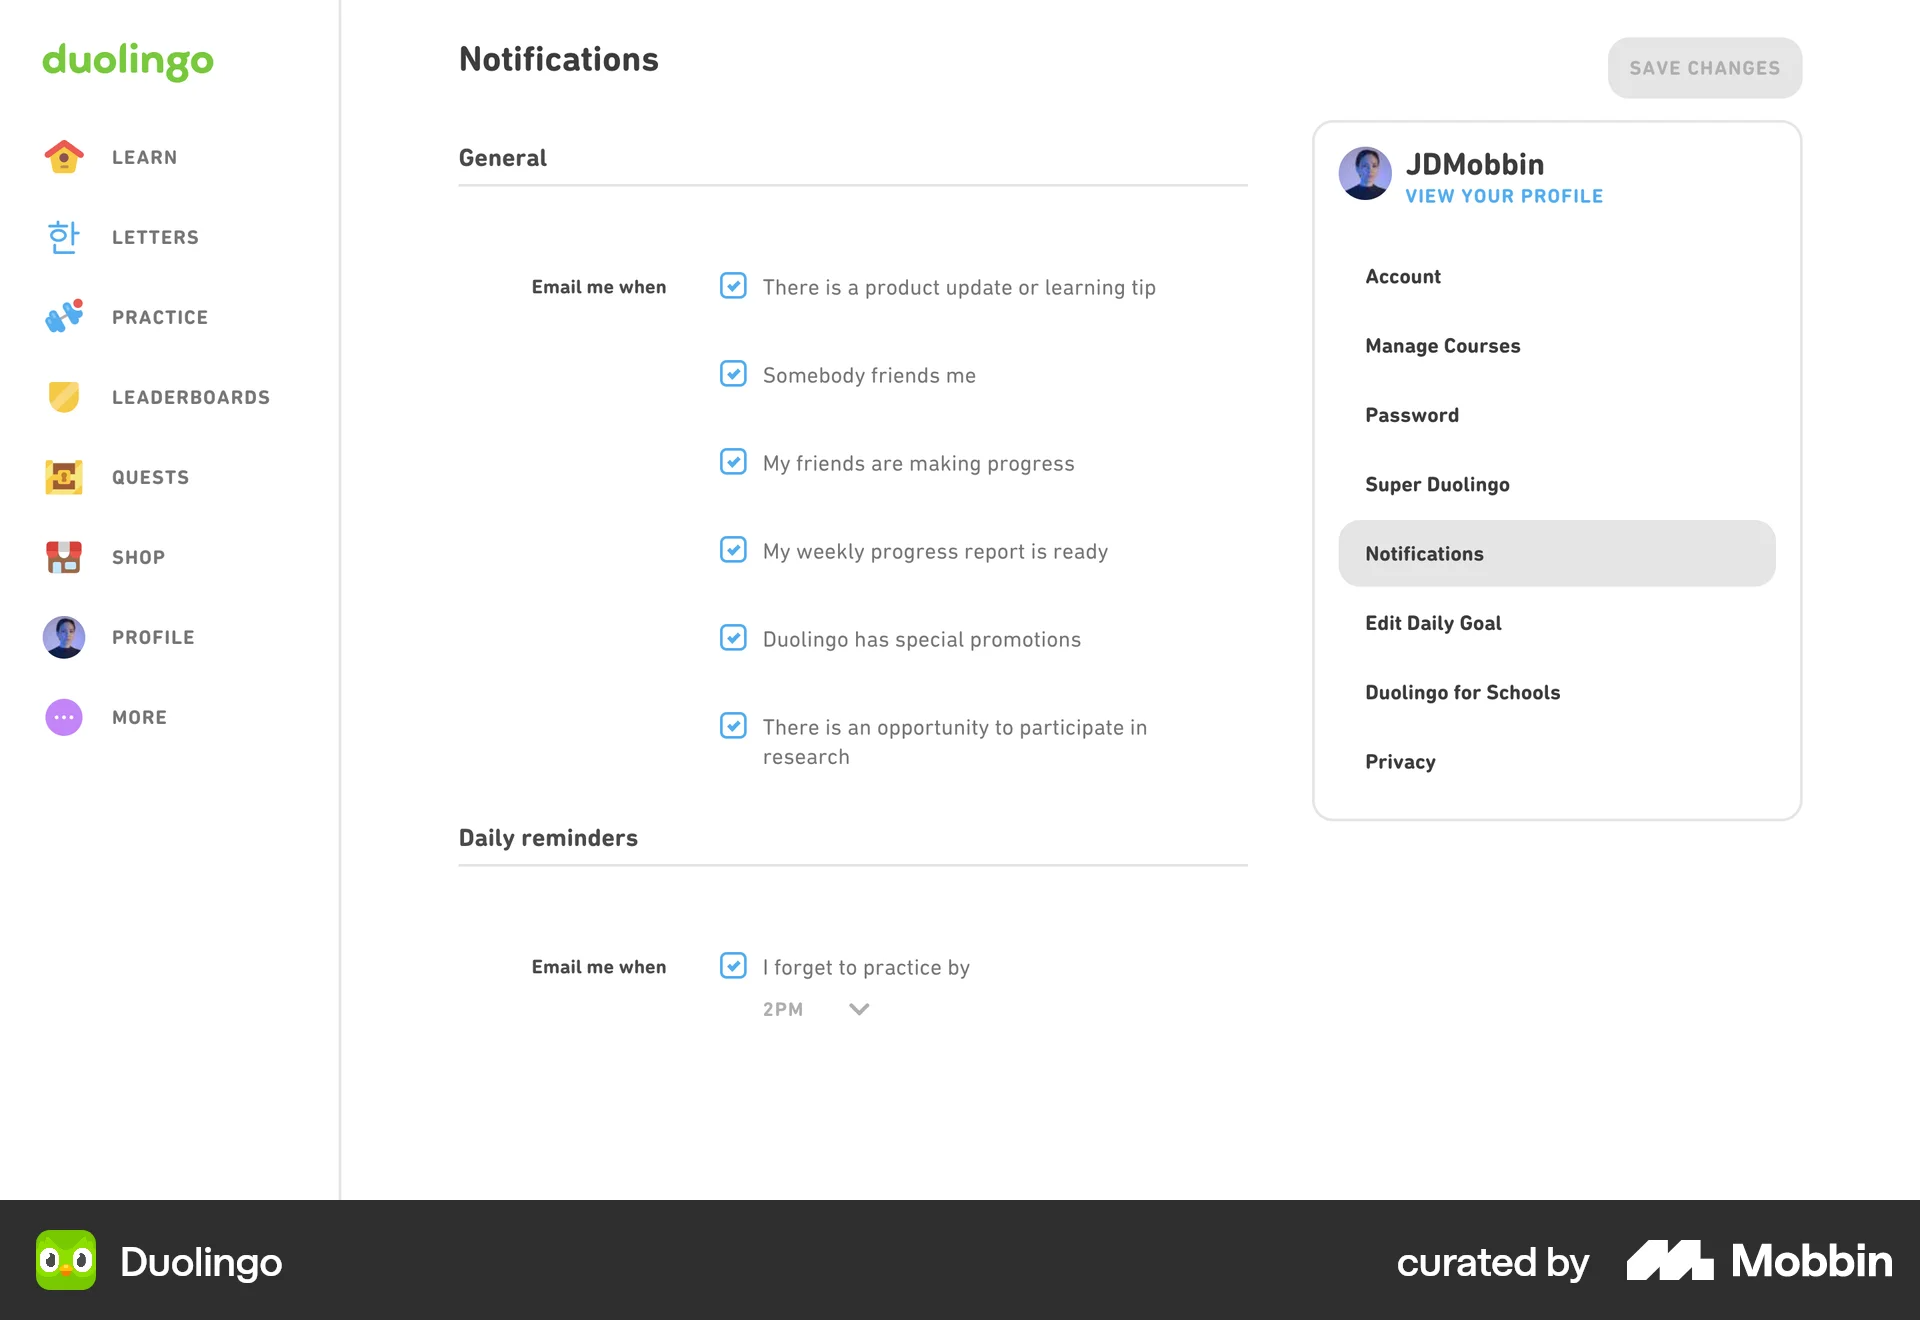 duolingo
LEARN
한
LETTERS
PRACTICE
LEADERBOARDS
QUESTS
SHOP
PROFILE
MORE
Notifications
SAVE CHANGES
General
Email me when
There is a product update or learning tip
Somebody friends me
My friends are making progress
My weekly progress report is ready
Duolingo has special promotions
There is an opportunity to participate in
research
Daily reminders
Email me when
I forget to practice by
2PM
JDMobbin
VIEW YOUR PROFILE
Account
Manage Courses
Password
Super Duolingo
Notifications
Edit Daily Goal
Duolingo for Schools
Privacy
Duolingo
curated by
Mobbin